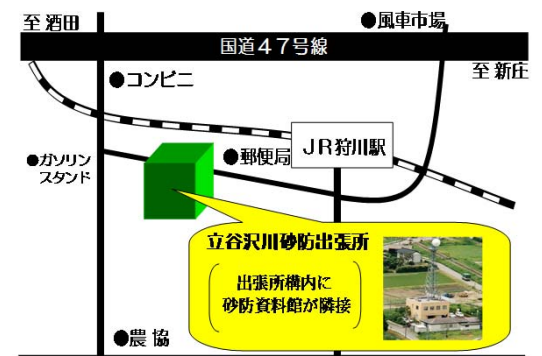 至 酒田
●風車市場
国道47号線
至 新庄
●コンビニ
●ガソリン
スタンド
●郵便局
JR狩川駅
立谷沢川砂防出張所
出張所構内に
砂防資料館が隣接
●農 協